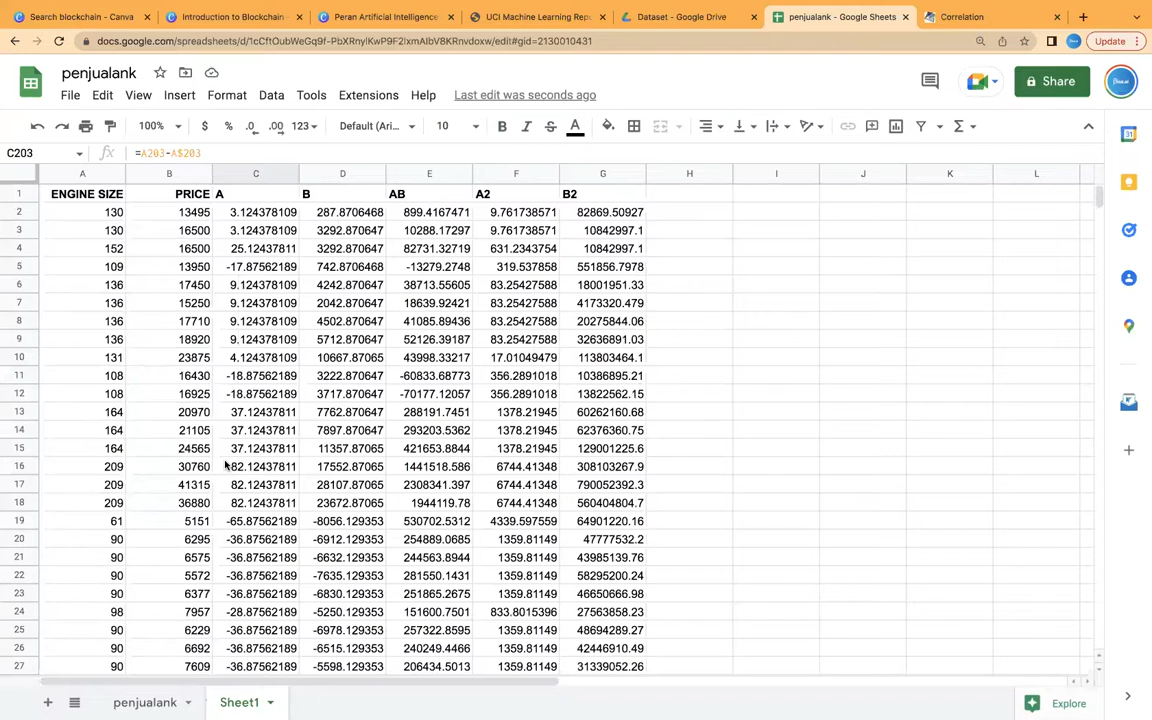 Search blockchain - Canva
Introduction to Blockchain -
Peran Artificial Intelligence
UCI Machine Learning Rep
Dataset - Google Drive
penjualank - Google Sheets
Correlation
docs.google.com/spreadsheets/d/1cCftOubWeGq9f-PbXRnylKwP9F2lxmAlbV8KRnvdoxw/edit#gid=2130010431
Update
penjualank
File Edit View Insert Format Data Tools Extensions Help Last edit was seconds ago
Share
100% $ % .0 .00 123 Default (Ari... 10 B I S A
C203 fx =A203-A$203
A B C D E F G H I J K L
1 ENGINE SIZE PRICE A B AB A2 B2
2 130 13495 3.124378109 287.8706468 899.4167471 9.761738571 82869.50927
3 130 16500 3.124378109 3292.870647 10288.17297 9.761738571 10842997.1
4 152 16500 25.12437811 3292.870647 82731.32719 631.2343754 10842997.1
5 109 13950 -17.87562189 742.8706468 -13279.2748 319.537858 551856.7978
6 136 17450 9.124378109 4242.870647 38713.55605 83.25427588 18001951.33
7 136 15250 9.124378109 2042.870647 18639.92421 83.25427588 4173320.479
8 136 17710 9.124378109 4502.870647 41085.89436 83.25427588 20275844.06
9 136 18920 9.124378109 5712.870647 52126.39187 83.25427588 32636891.03
10 131 23875 4.124378109 10667.87065 43998.33217 17.01049479 113803464.1
11 108 16430 -18.87562189 3222.870647 -60833.68773 356.2891018 10386895.21
12 108 16925 -18.87562189 3717.870647 -70177.12057 356.2891018 13822562.15
13 164 20970 37.12437811 7762.870647 288191.7451 1378.21945 60262160.68
14 164 21105 37.12437811 7897.870647 293203.5362 1378.21945 62376360.75
15 164 24565 37.12437811 11357.87065 421653.8844 1378.21945 129001225.6
16 209 30760 82.12437811 17552.87065 1441518.586 6744.41348 308103267.9
17 209 41315 82.12437811 28107.87065 2308341.397 6744.41348 790052392.3
18 209 36880 82.12437811 23672.87065 1944119.78 6744.41348 560404804.7
19 61 5151 -65.87562189 -8056.129353 530702.5312 4339.597559 64901220.16
20 90 6295 -36.87562189 -6912.129353 254889.0685 1359.81149 47777532.2
21 90 6575 -36.87562189 -6632.129353 244563.8944 1359.81149 43985139.76
22 90 5572 -36.87562189 -7635.129353 281550.1431 1359.81149 58295200.24
23 90 6377 -36.87562189 -6830.129353 251865.2675 1359.81149 46650666.98
24 98 7957 -28.87562189 -5250.129353 151600.7501 833.8015396 27563858.23
25 90 6229 -36.87562189 -6978.129353 257322.8595 1359.81149 48694289.27
26 90 6692 -36.87562189 -6515.129353 240249.4466 1359.81149 42446910.49
27 90 7609 -36.87562189 -5598.129353 206434.5013 1359.81149 31339052.26
penjualank Sheet1 Explore